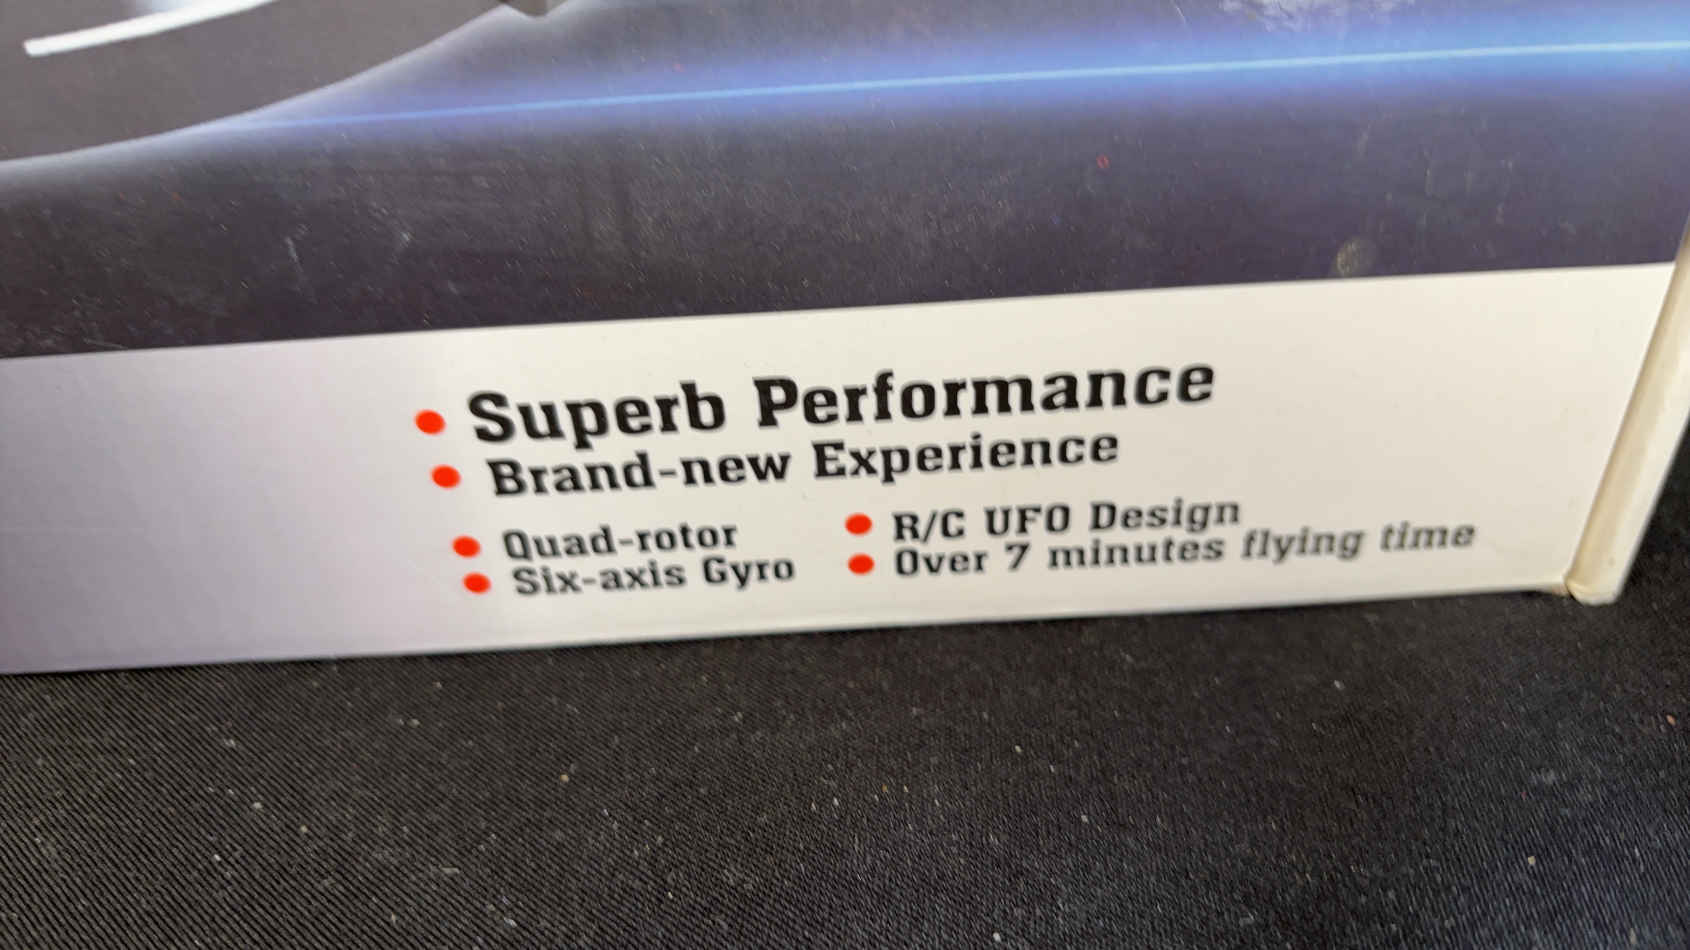 Superb Performance
Brand-new Experience
Quad-rotor
Six-axis Gyro
R/C UFO Design
Over 7 minutes flying time